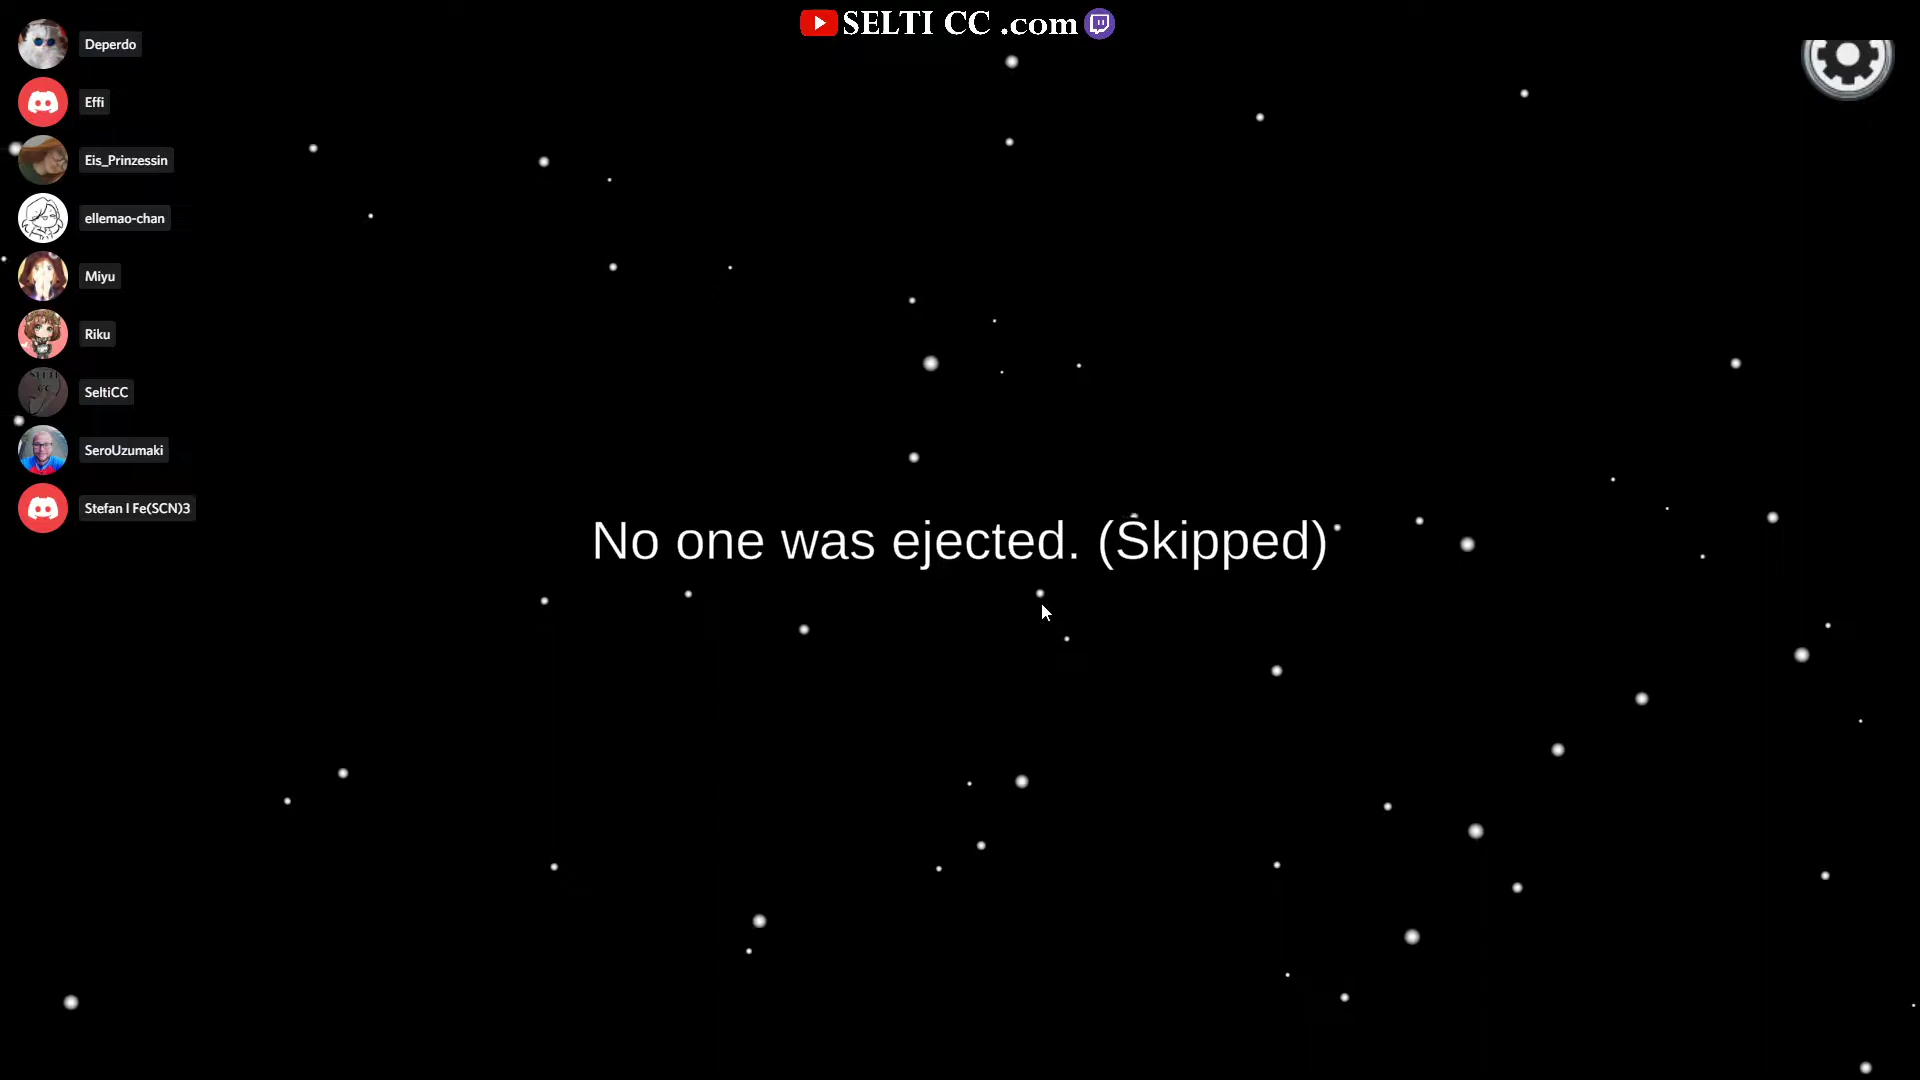 SELTI CC .com
Deperdo
Effi
Eis_Prinzessin
ellemao-chan
Miyu
Riku
SeltiCC
SeroUzumaki
Stefan I Fe(SCN)3
No one was ejected. (Skipped)